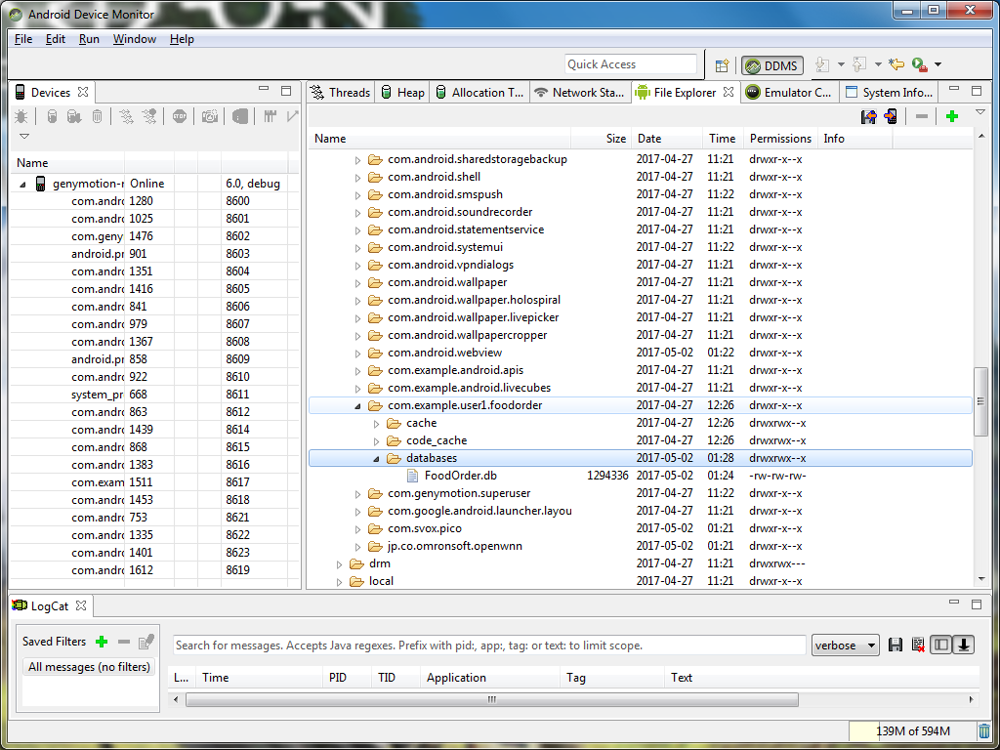 Android Device Monitor
File Edit Run Window Help
Quick Access
DDMS
Devices
Name
genymotion-r Online 6.0, debug
com.andrc 1280 8600
com.andrc 1025 8601
com.geny 1476 8602
android.pr 901 8603
com.andrc 1351 8604
com.andrc 1416 8605
com.andrc 841 8606
com.andrc 979 8607
com.andrc 1367 8608
android.pr 858 8609
com.andrc 922 8610
system_pr 668 8611
com.andrc 863 8612
com.andrc 1439 8614
com.andrc 868 8615
com.andrc 1383 8616
com.exam 1511 8617
com.andrc 1453 8618
com.andrc 753 8621
com.andrc 1335 8622
com.andrc 1401 8623
com.andrc 1612 8619
Threads Heap Allocation T... Network Sta... File Explorer Emulator C... System Info...
Name Size Date Time Permissions Info
com.android.sharedstoragebackup 2017-04-27 11:21 drwxr-x--x
com.android.shell 2017-04-27 11:21 drwxr-x--x
com.android.smspush 2017-04-27 11:22 drwxr-x--x
com.android.soundrecorder 2017-04-27 11:21 drwxr-x--x
com.android.statementservice 2017-04-27 11:21 drwxr-x--x
com.android.systemui 2017-04-27 11:22 drwxr-x--x
com.android.vpndialogs 2017-04-27 11:21 drwxr-x--x
com.android.wallpaper 2017-04-27 11:21 drwxr-x--x
com.android.wallpaper.holospiral 2017-04-27 11:21 drwxr-x--x
com.android.wallpaper.livepicker 2017-04-27 11:21 drwxr-x--x
com.android.wallpapercropper 2017-04-27 11:21 drwxr-x--x
com.android.webview 2017-05-02 01:22 drwxr-x--x
com.example.android.apis 2017-04-27 11:21 drwxr-x--x
com.example.android.livecubes 2017-04-27 11:21 drwxr-x--x
com.example.user1.foodorder 2017-04-27 12:26 drwxr-x--x
cache 2017-04-27 12:26 drwxrwx--x
code_cache 2017-04-27 12:26 drwxrwx--x
databases 2017-05-02 01:28 drwxrwx--x
FoodOrder.db 1294336 2017-05-02 01:24 -rw-rw-rw-
com.genymotion.superuser 2017-04-27 11:22 drwxr-x--x
com.google.android.launcher.layou 2017-04-27 11:21 drwxr-x--x
com.svox.pico 2017-05-02 01:21 drwxr-x--x
jp.co.omronsoft.openwnn 2017-05-02 01:21 drwxr-x--x
drm 2017-04-27 11:21 drwxrwx---
local 2017-04-27 11:21 drwxr-x--x
LogCat
Saved Filters
All messages (no filters)
Search for messages. Accepts Java regexes. Prefix with pid:, app:, tag: or text: to limit scope.
verbose
L... Time PID TID Application Tag Text
139M of 594M